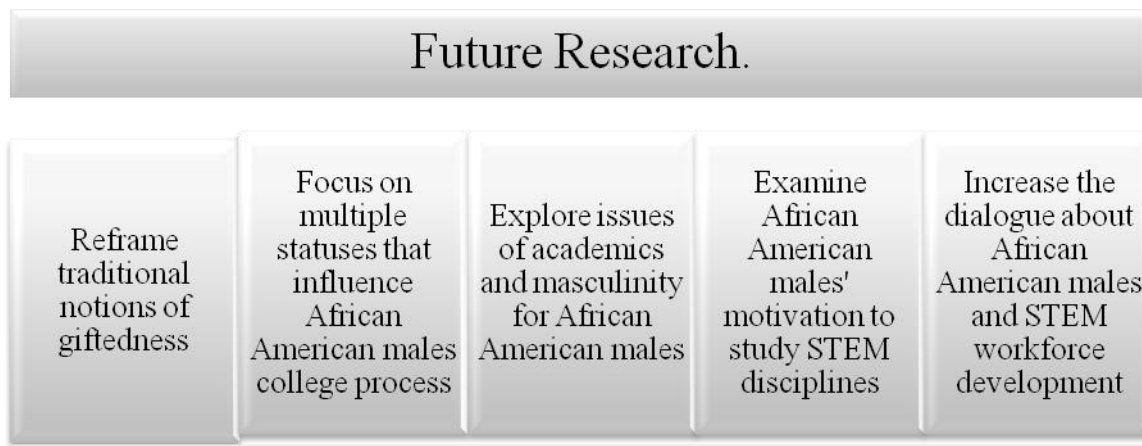 Future Research.
Reframe
traditional
notions of
giftedness
Focus on
multiple
statuses that
influence
African
American males
college process
Explore issues
of academics
and masculinity
for African
American males
Examine
African
American
males'
motivation to
study STEM
disciplines
Increase the
dialogue about
African
American males
and STEM
workforce
development